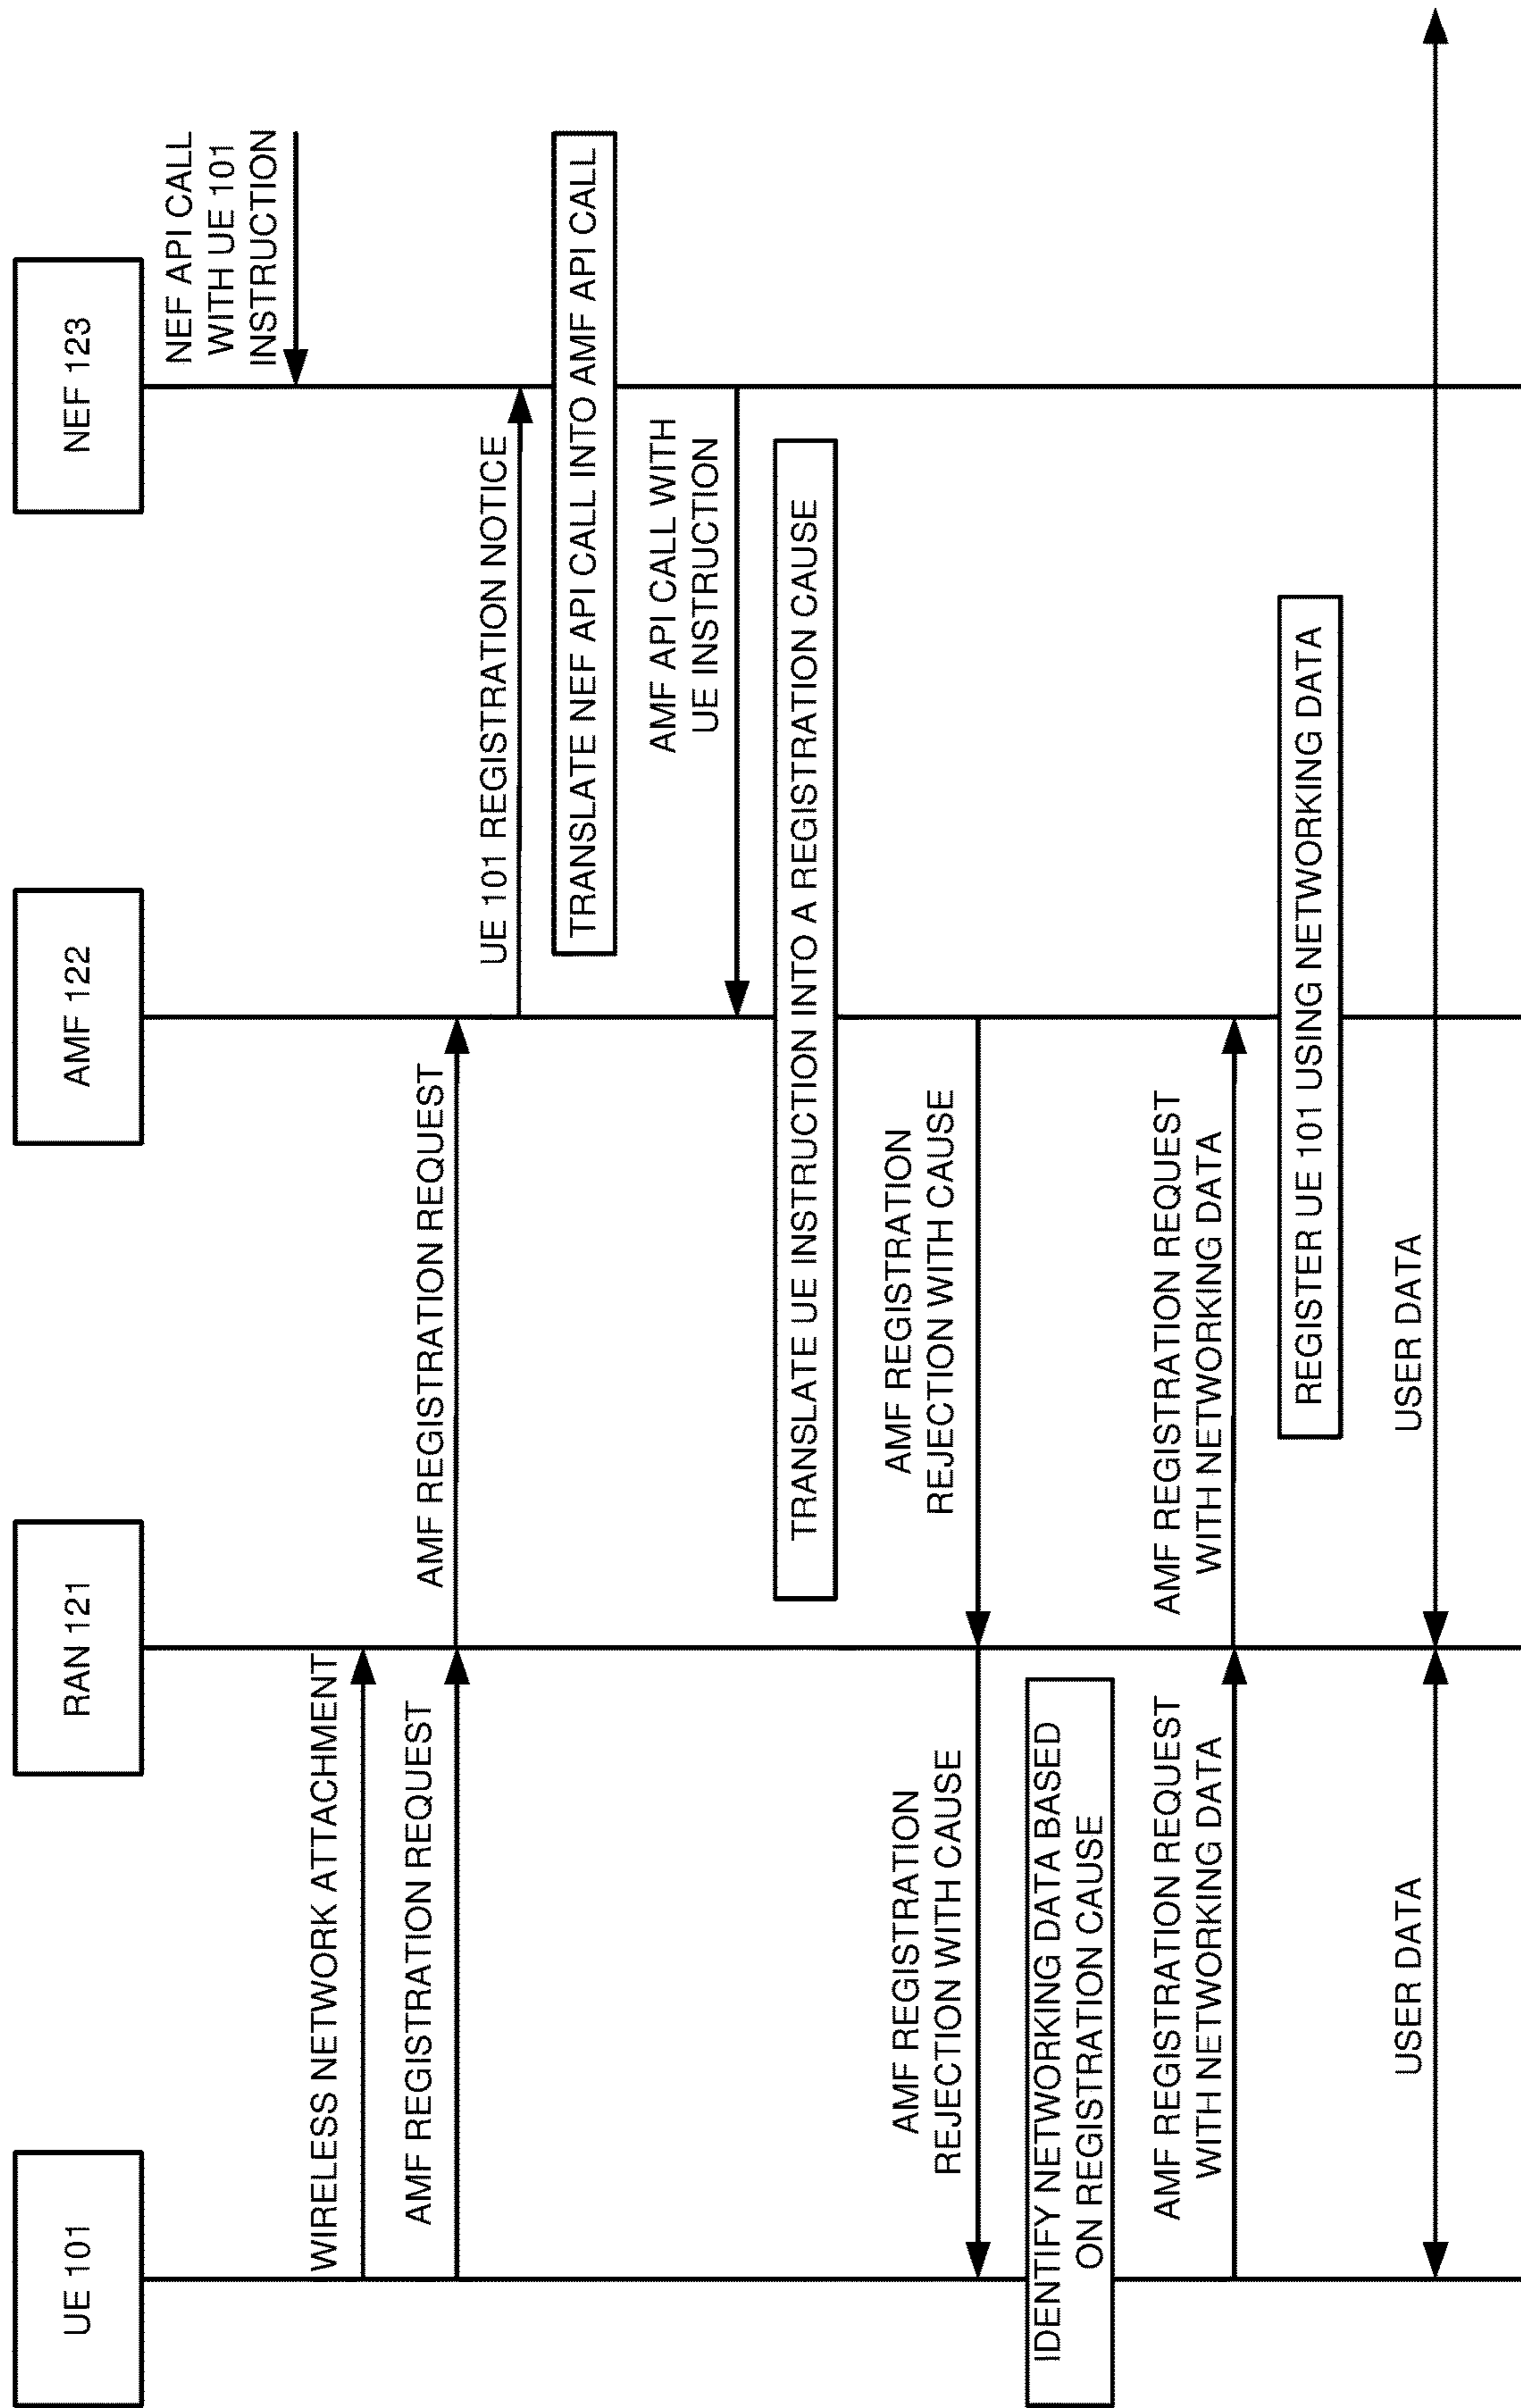 UE 101
RAN 121
AMF 122
NEF 123
NEF API CALL
WITH UE 101
INSTRUCTION
WIRELESS NETWORK ATTACHMENT
AMF REGISTRATION REQUEST
AMF REGISTRATION REQUEST
UE 101 REGISTRATION NOTICE
TRANSLATE NEF API CALL INTO AMF API CALL
AMF API CALL WITH
UE INSTRUCTION
TRANSLATE UE INSTRUCTION INTO A REGISTRATION CAUSE
AMF REGISTRATION
REJECTION WITH CAUSE
AMF REGISTRATION
REJECTION WITH CAUSE
IDENTIFY NETWORKING DATA BASED
ON REGISTRATION CAUSE
AMF REGISTRATION REQUEST
WITH NETWORKING DATA
AMF REGISTRATION REQUEST
WITH NETWORKING DATA
REGISTER UE 101 USING NETWORKING DATA
USER DATA
USER DATA